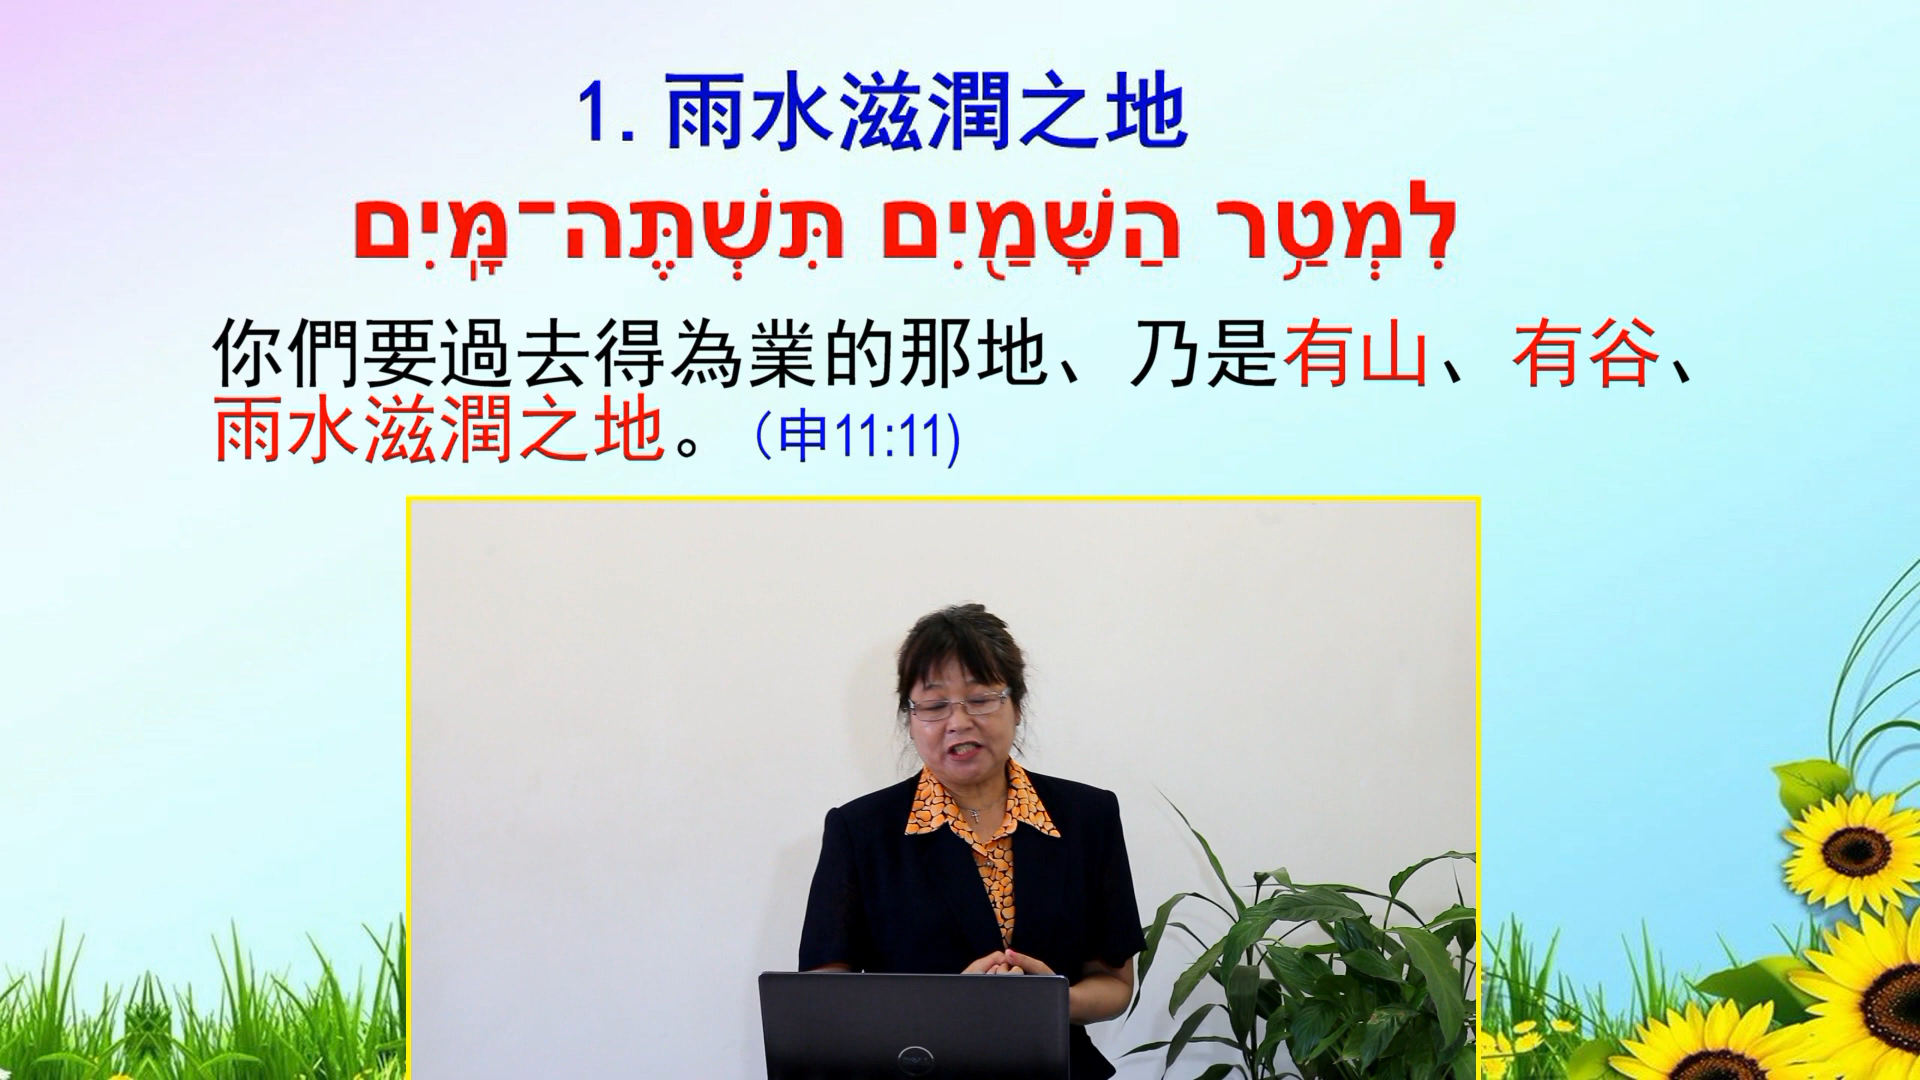 1.雨水滋潤之地
לִמְטַ֥ר הַשָּׁמַ֖יִם תִּשְׁתֶּה־מָּֽיִם
你們要過去得為業的那地、乃是有山、有谷、
雨水滋潤之地。（申11:11)